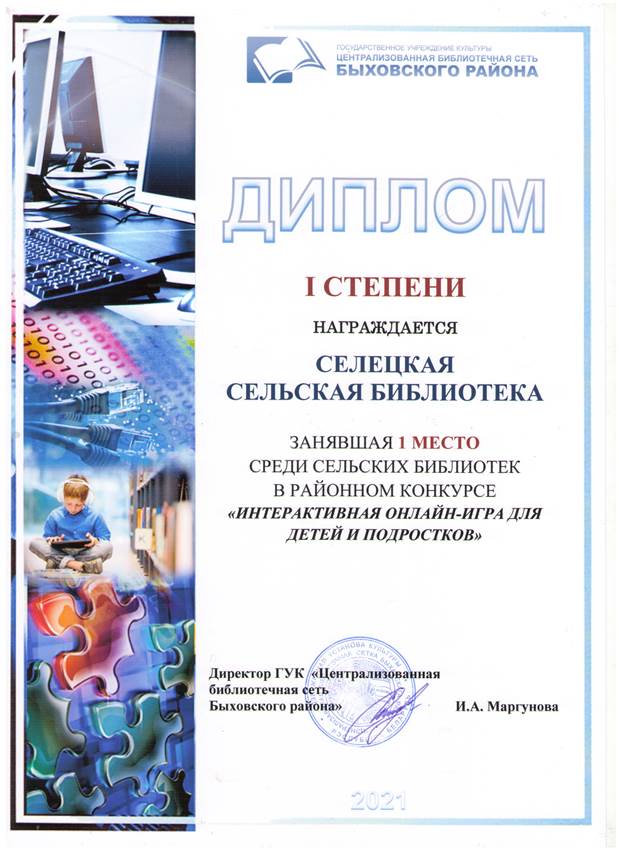 ГОСУДАРСТВЕННОЕ УЧРЕЖДЕНИЕ КУЛЬТУРЫ
ЦЕНТРАЛИЗОВАННАЯ БИБЛИОТЕЧНАЯ СЕТЬ
БЫХОВСКОГО РАЙОНА
ДИПЛОМ
I СТЕПЕНИ
НАГРАЖДАЕТСЯ
СЕЛЕЦКАЯ
СЕЛЬСКАЯ БИБЛИОТЕКА
ЗАНЯВШАЯ 1 МЕСТО
СРЕДИ СЕЛЬСКИХ БИБЛИОТЕК
В РАЙОННОМ КОНКУРСЕ
«ИНТЕРАКТИВНАЯ ОНЛАЙН-ИГРА ДЛЯ
ДЕТЕЙ И ПОДРОСТКОВ»
Директор ГУК «Централизованная
библиотечная сеть
Быховского района»
И.А. Маргунова
2021